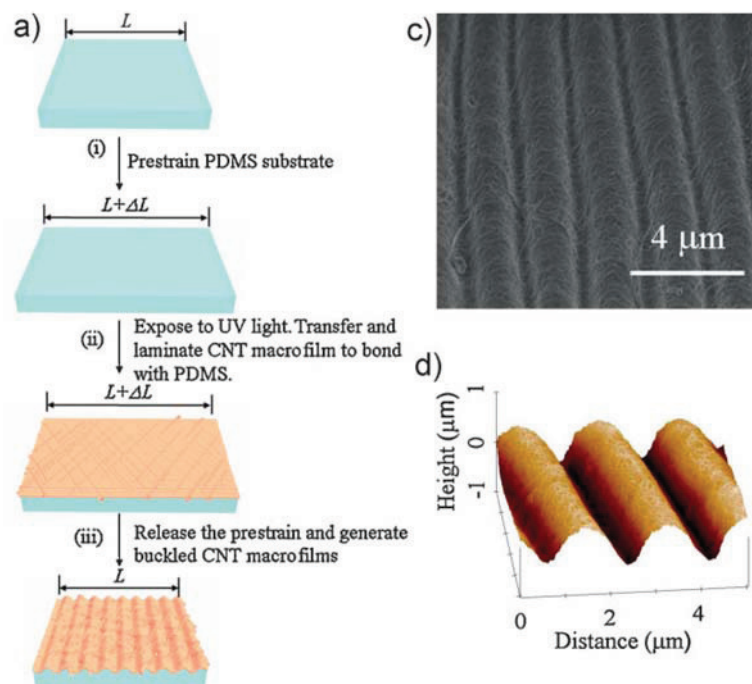 a)
L
(i)
Prestrain PDMS substrate
L+ΔL
(ii)
Expose to UV light. Transfer and
laminate CNT macrofilm to bond
with PDMS.
L+ΔL
(iii)
Release the prestrain and generate
buckled CNT macrofilms
L
c)
4 μm
d)
Height (μm)
1
0
-1
0
2
4
Distance (μm)